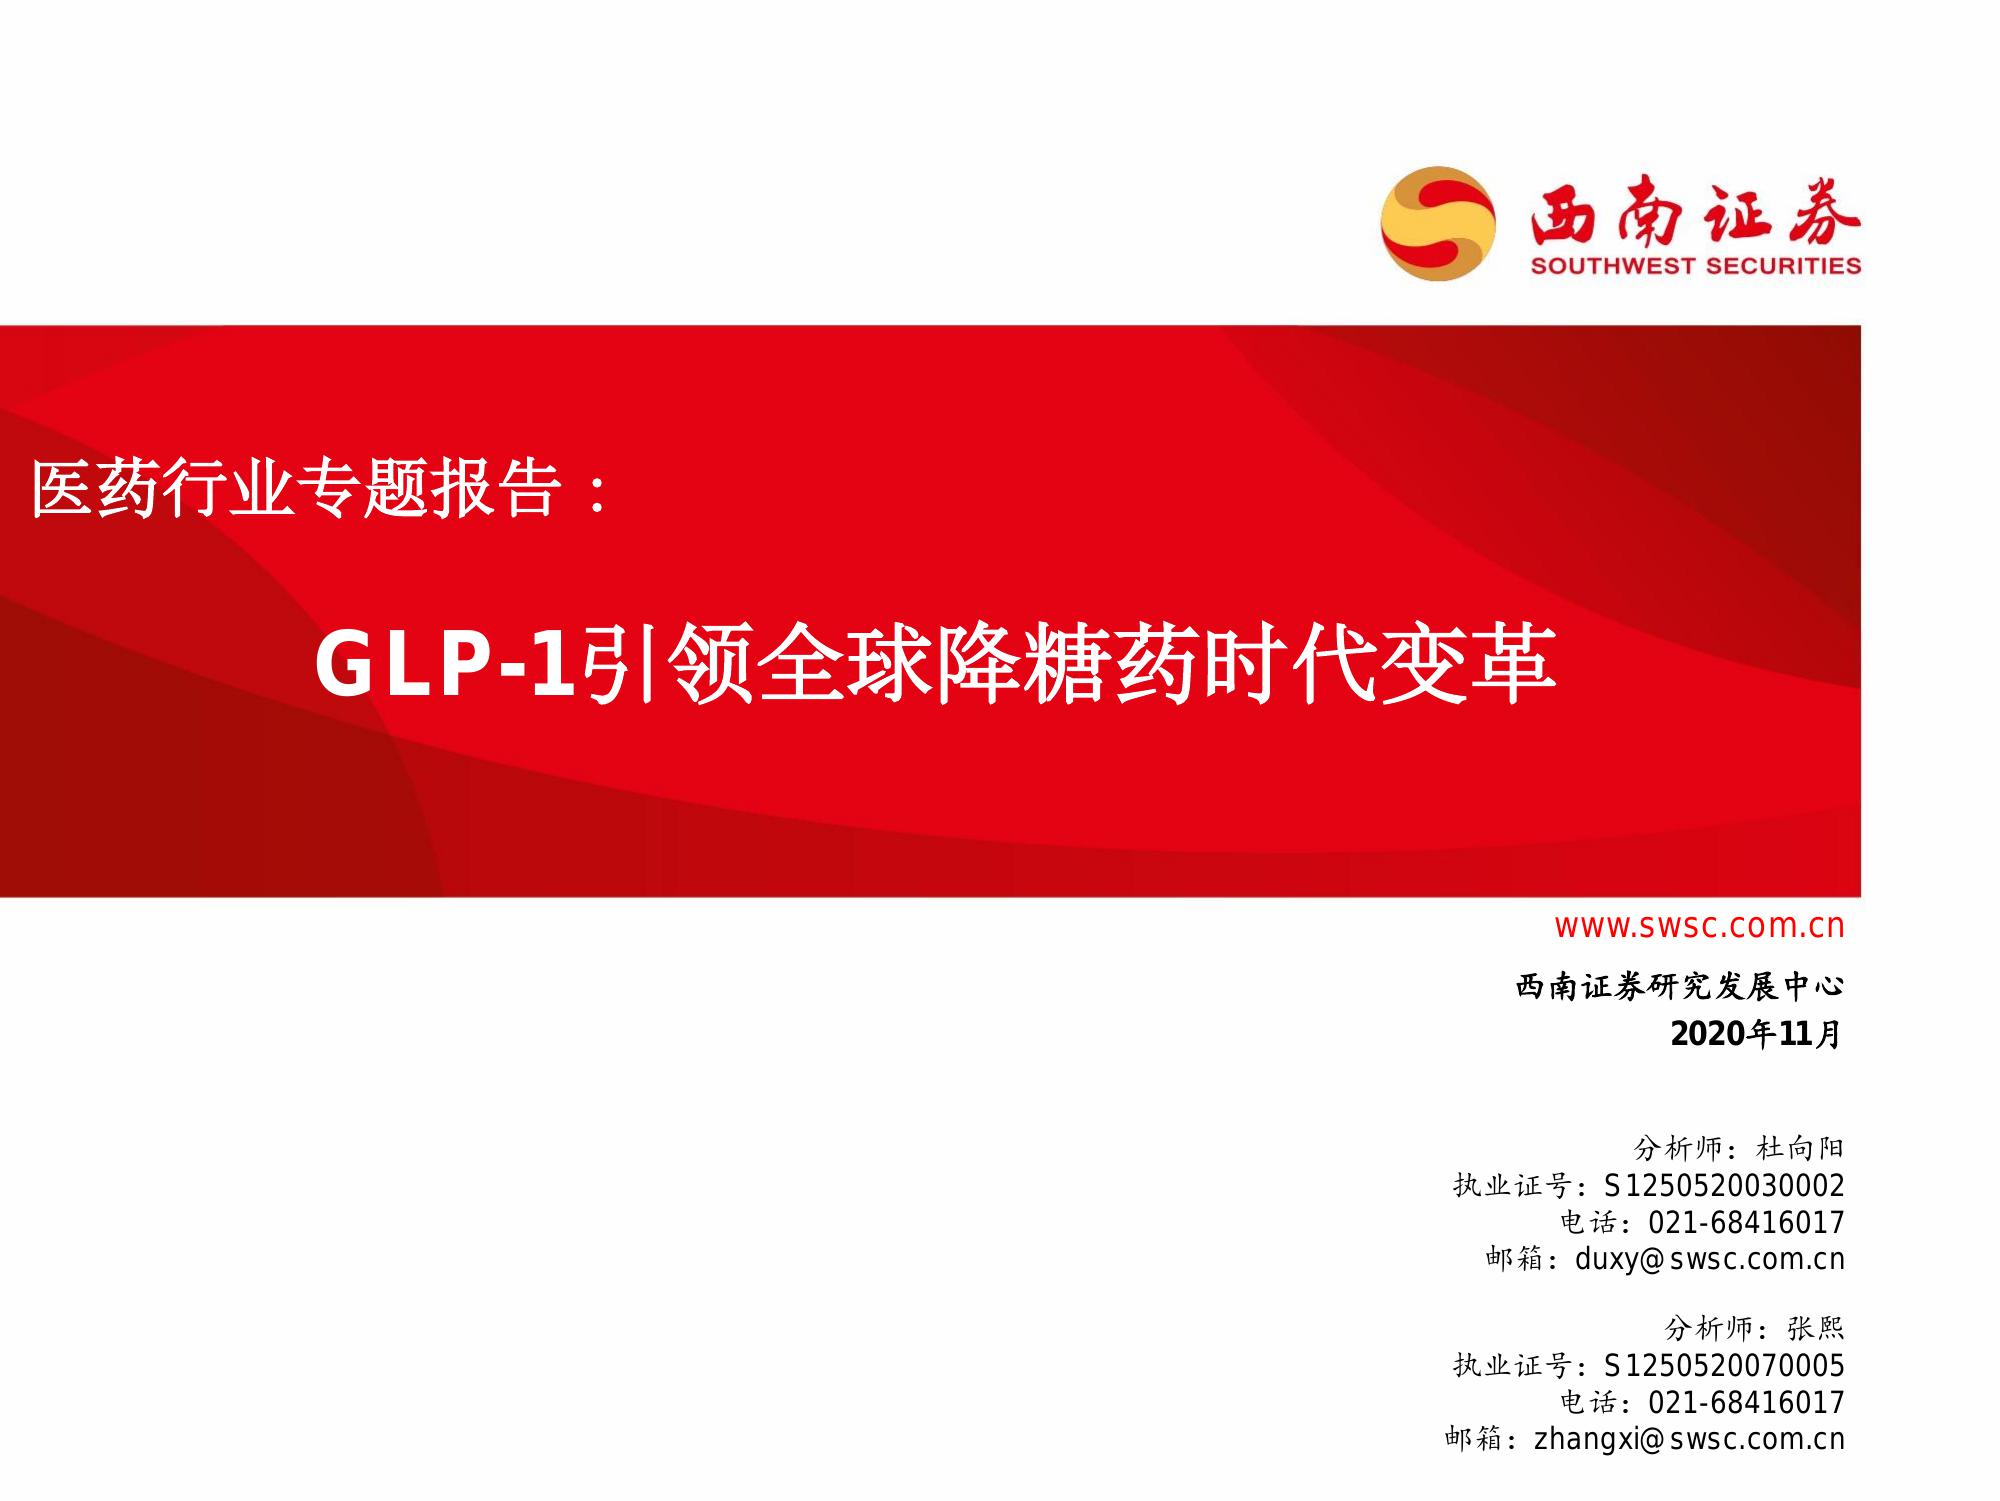 西南证券
SOUTHWEST SECURITIES
医药行业专题报告：
GLP-1引领全球降糖药时代变革
www.swsc.com.cn
西南证券研究发展中心
2020年11月
分析师：杜向阳
执业证号：S1250520030002
电话：021-68416017
邮箱：duxy@swsc.com.cn
分析师：张熙
执业证号：S1250520070005
电话：021-68416017
邮箱：zhangxi@swsc.com.cn